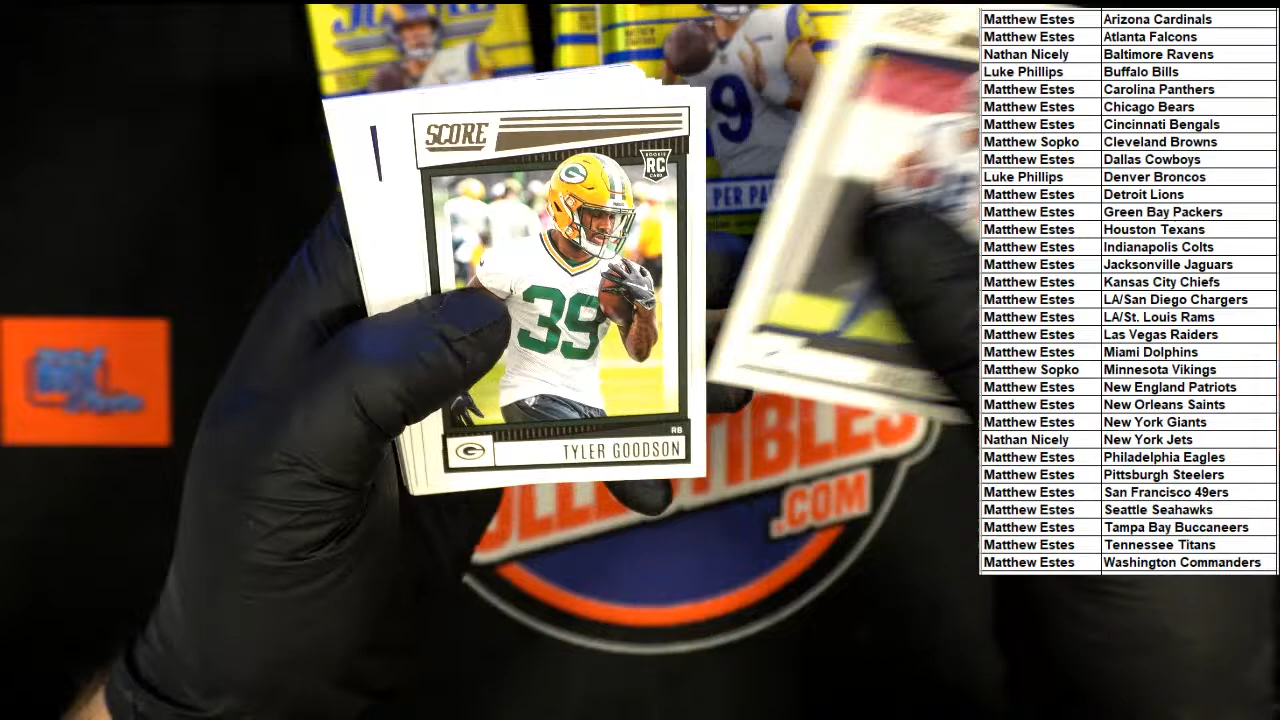 SCORE
ROOKIE
RC
CARD
39
RB
TYLER GOODSON
9
PER PA
.COM
Matthew Estes Arizona Cardinals
Matthew Estes Atlanta Falcons
Nathan Nicely Baltimore Ravens
Luke Phillips Buffalo Bills
Matthew Estes Carolina Panthers
Matthew Estes Chicago Bears
Matthew Estes Cincinnati Bengals
Matthew Sopko Cleveland Browns
Matthew Estes Dallas Cowboys
Luke Phillips Denver Broncos
Matthew Estes Detroit Lions
Matthew Estes Green Bay Packers
Matthew Estes Houston Texans
Matthew Estes Indianapolis Colts
Matthew Estes Jacksonville Jaguars
Matthew Estes Kansas City Chiefs
Matthew Estes LA/San Diego Chargers
Matthew Estes LA/St. Louis Rams
Matthew Estes Las Vegas Raiders
Matthew Estes Miami Dolphins
Matthew Sopko Minnesota Vikings
Matthew Estes New England Patriots
Matthew Estes New Orleans Saints
Matthew Estes New York Giants
Nathan Nicely New York Jets
Matthew Estes Philadelphia Eagles
Matthew Estes Pittsburgh Steelers
Matthew Estes San Francisco 49ers
Matthew Estes Seattle Seahawks
Matthew Estes Tampa Bay Buccaneers
Matthew Estes Tennessee Titans
Matthew Estes Washington Commanders